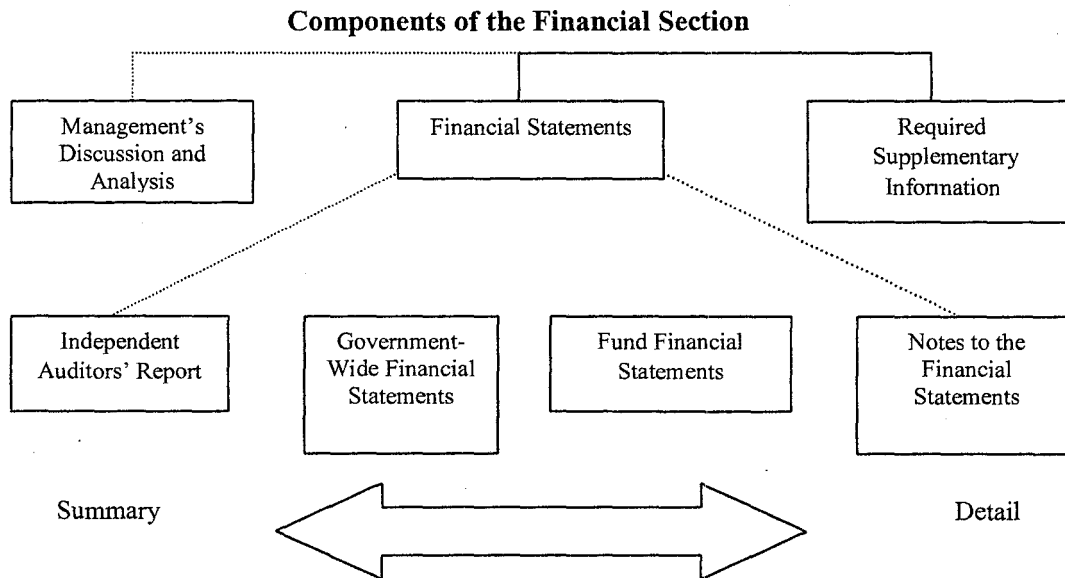 Components of the Financial Section
Management's
Discussion and
Analysis
Financial Statements
Required
Supplementary
Information
Independent
Auditors' Report
Government-
Wide Financial
Statements
Fund Financial
Statements
Notes to the
Financial
Statements
Summary
Detail